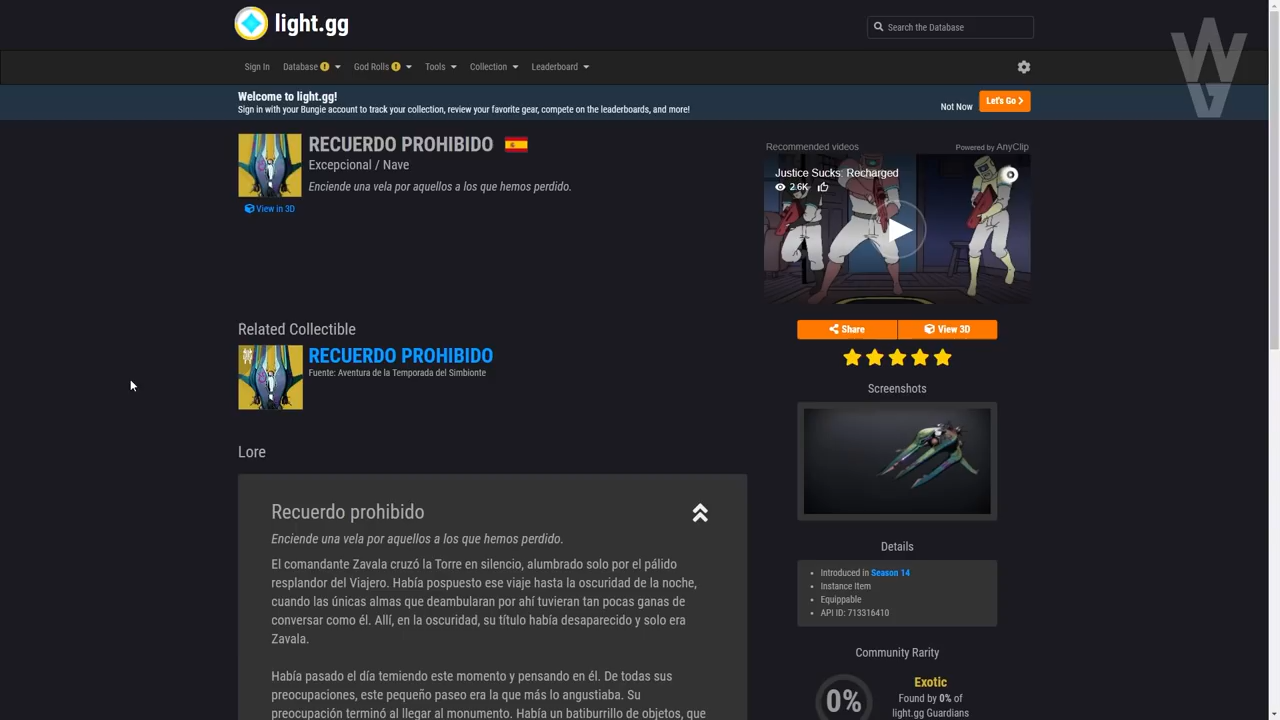 light.gg
Search the Database
Sign In
Database
God Rolls
Tools
Collection
Leaderboard
Welcome to light.gg!
Sign in with your Bungie account to track your collection, review your favorite gear, compete on the leaderboards, and more!
Not Now
Let's Go
RECUERDO PROHIBIDO
Excepcional / Nave
Enciende una vela por aquellos a los que hemos perdido.
View in 3D
Related Collectible
RECUERDO PROHIBIDO
Fuente: Aventura de la Temporada del Simbionte
Lore
Recuerdo prohibido
Enciende una vela por aquellos a los que hemos perdido.
El comandante Zavala cruzó la Torre en silencio, alumbrado solo por el pálido
resplandor del Viajero. Había pospuesto ese viaje hasta la oscuridad de la noche,
cuando las únicas almas que deambularan por ahí tuvieran tan pocas ganas de
conversar como él. Allí, en la oscuridad, su título había desaparecido y solo era
Zavala.
Había pasado el día temiendo este momento y pensando en él. De todas sus
preocupaciones, este pequeño paseo era la que más lo angustiaba. Su
preocupación terminó al llegar al monumento. Había un batiburrillo de objetos, que
Recommended videos
Powered by AnyClip
Justice Sucks: Recharged
2.6K
Share
View 3D
Screenshots
Details
Introduced in Season 14
Instance Item
Equippable
API ID: 713316410
Community Rarity
0%
Exotic
Found by 0% of
light.gg Guardians
WG